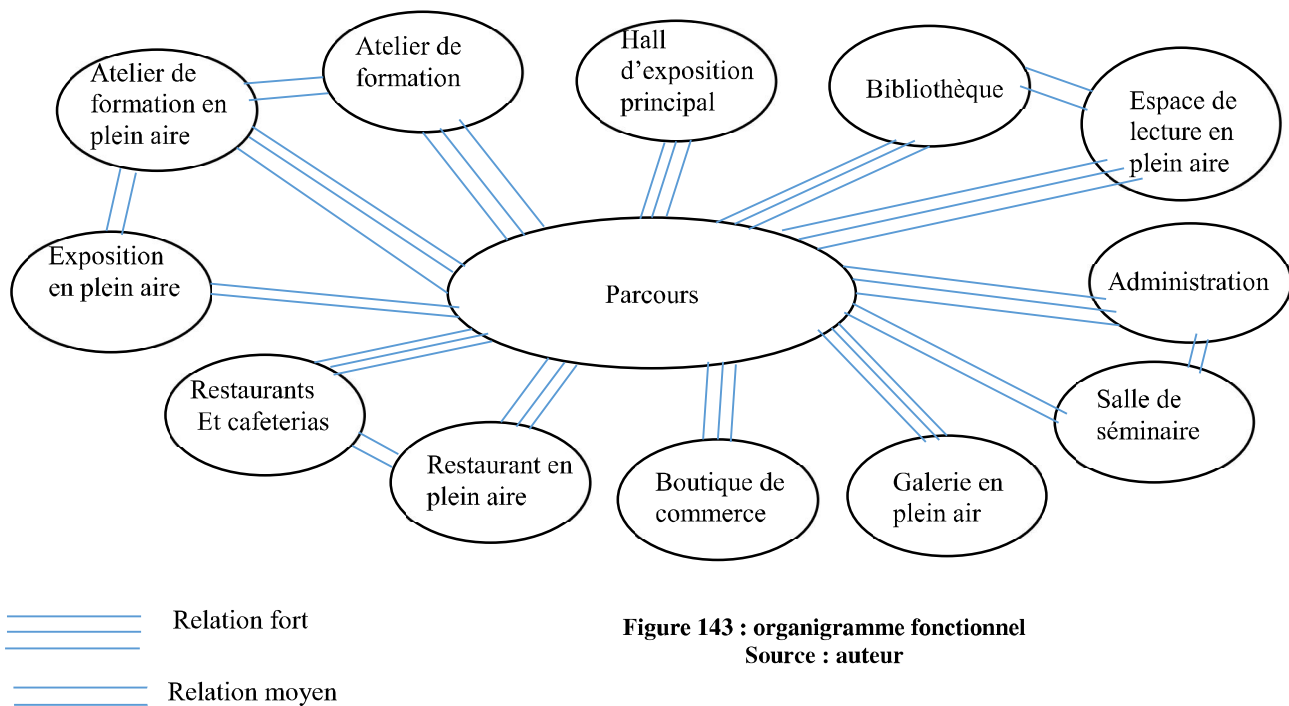 Atelier de
formation en
plein aire
Atelier de
formation
Hall
d’exposition
principal
Bibliothèque
Espace de
lecture en
plein aire
Exposition
en plein aire
Parcours
Administration
Restaurants
Et cafeterias
Restaurant en
plein aire
Boutique de
commerce
Galerie en
plein air
Salle de
séminaire
Relation fort
Relation moyen
Figure 143 : organigramme fonctionnel
Source : auteur